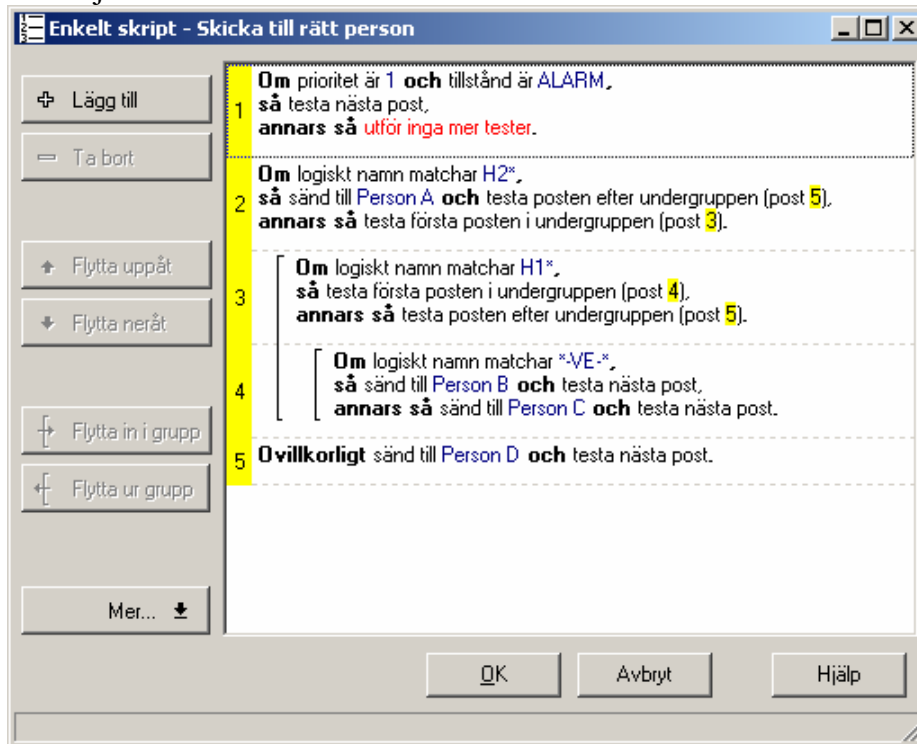 Enkelt skript - Skicka till rätt person
Lägg till
Ta bort
Flytta uppåt
Flytta neråt
Flytta in i grupp
Flytta ur grupp
Mer...
1
Om prioritet är 1 och tillstånd är ALARM,
så testa nästa post,
annars så utför inga mer tester.
2
Om logiskt namn matchar H2*,
så sänd till Person A och testa posten efter undergruppen (post 5),
annars så testa första posten i undergruppen (post 3).
3
Om logiskt namn matchar H1*,
så testa första posten i undergruppen (post 4),
annars så testa posten efter undergruppen (post 5).
4
Om logiskt namn matchar *-VE-*,
så sänd till Person B och testa nästa post,
annars så sänd till Person C och testa nästa post.
5
Ovillkorligt sänd till Person D och testa nästa post.
OK
Avbryt
Hjälp